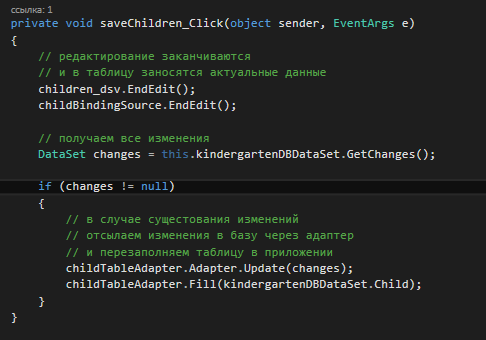 ссылка: 1
private void saveChildren_Click(object sender, EventArgs e)
{
// редактирование заканчиваются
// и в таблицу заносятся актуальные данные
children_dsv.EndEdit();
childBindingSource.EndEdit();
// получаем все изменения
DataSet changes = this.kindergartenDBDataSet.GetChanges();
if (changes != null)
{
// в случае сущестования изменений
// отсылаем изменения в базу через адаптер
// и перезаполняем таблицу в приложении
childTableAdapter.Adapter.Update(changes);
childTableAdapter.Fill(kindergartenDBDataSet.Child);
}
}